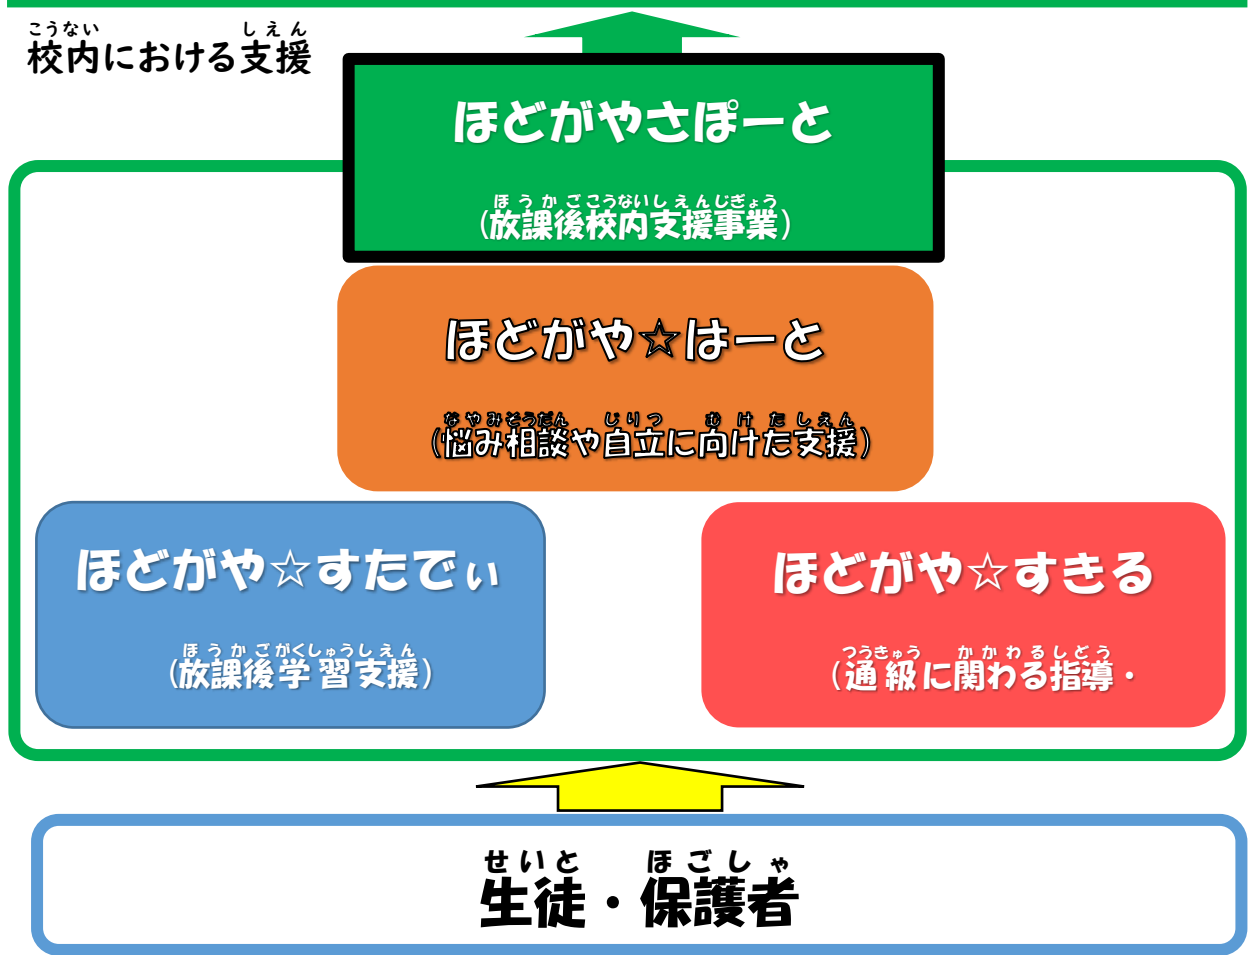 校内における支援
こうない しえん
ほどがやさぽーと
ほうかごこうないしえんじぎょう
(放課後校内支援事業)
ほどがや☆はーと
なやみそうだん じりつ むけたしえん
(悩み相談や自立に向けた支援)
ほどがや☆すたでぃ
ほうかごがくしゅうしえん
(放課後学習支援)
ほどがや☆すきる
つうきゅう かかわるしどう
(通級に関わる指導・
せいと ほごしゃ
生徒・保護者